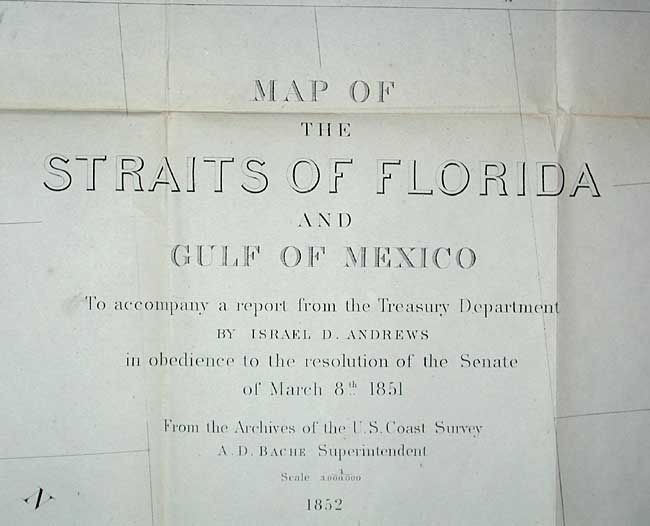 MAP OF
THE
STRAITS OF FLORIDA
AND
GULF OF MEXICO
To accompany a report from the Treasury Department
BY ISRAEL D. ANDREWS
in obedience to the resolution of the Senate
of March 8th 1851
From the Archives of the U.S. Coast Survey
A. D. BACHE Superintendent
Scale
1852